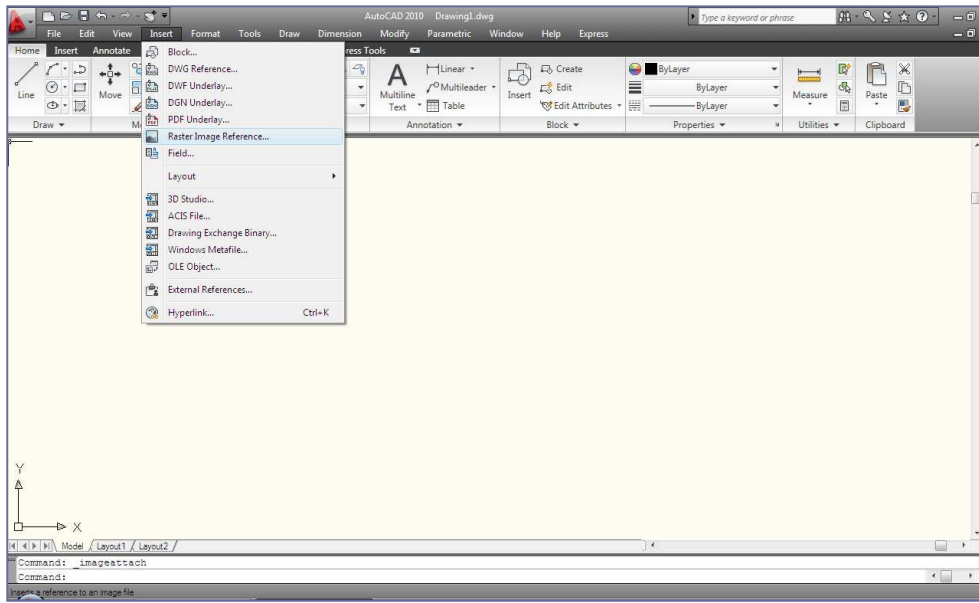 AutoCAD 2010 Drawing1.dwg
Type a keyword or phrase
File Edit View Insert Format Tools Draw Dimension Modify Parametric Window Help Express
Home Insert Annotate
ress Tools
Block...
DWG Reference...
DWF Underlay...
DGN Underlay...
PDF Underlay...
Raster Image Reference...
Field...
Layout
3D Studio...
ACIS File...
Drawing Exchange Binary...
Windows Metafile...
OLE Object...
External References...
Hyperlink... Ctrl+K
Line
Move
Draw
M
A
Multiline
Text
Linear
Multileader
Table
Annotation
Insert
Create
Edit
Edit Attributes
Block
ByLayer
ByLayer
ByLayer
Properties
Measure
Utilities
Paste
Clipboard
Y
X
Model Layout1 Layout2
Command: _imageattach
Command:
Inserts a reference to an image file